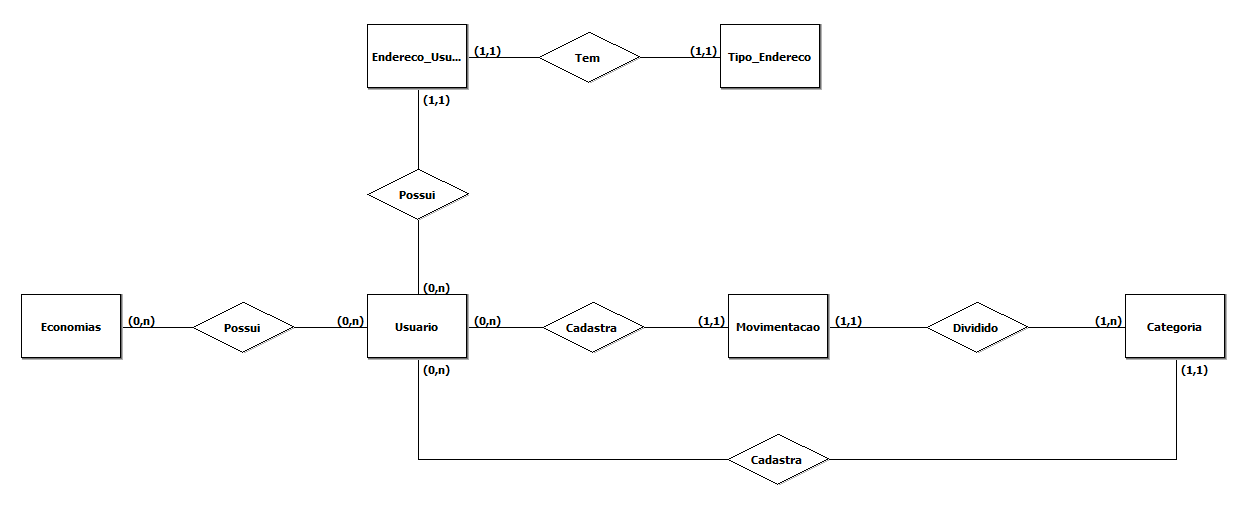 Endereco_Usu...
(1,1)
Tem
(1,1)
Tipo_Endereco
(1,1)
Possui
(0,n)
Economias
(0,n)
Possui
(0,n)
Usuario
(0,n)
Cadastra
(1,1)
Movimentacao
(1,1)
Dividido
(1,n)
Categoria
(0,n)
(1,1)
Cadastra